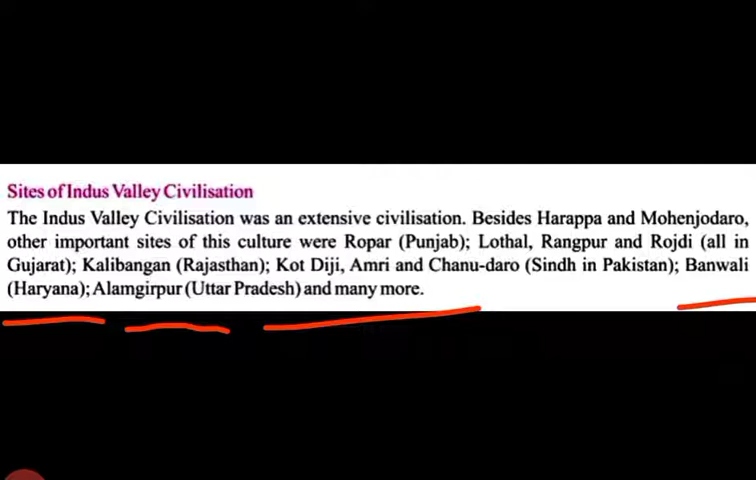 Sites of Indus Valley Civilisation
The Indus Valley Civilisation was an extensive civilisation. Besides Harappa and Mohenjodaro,
other important sites of this culture were Ropar (Punjab); Lothal, Rangpur and Rojdi (all in
Gujarat); Kalibangan (Rajasthan); Kot Diji, Amri and Chanu-daro (Sindh in Pakistan); Banwali
(Haryana); Alamgirpur (Uttar Pradesh) and many more.